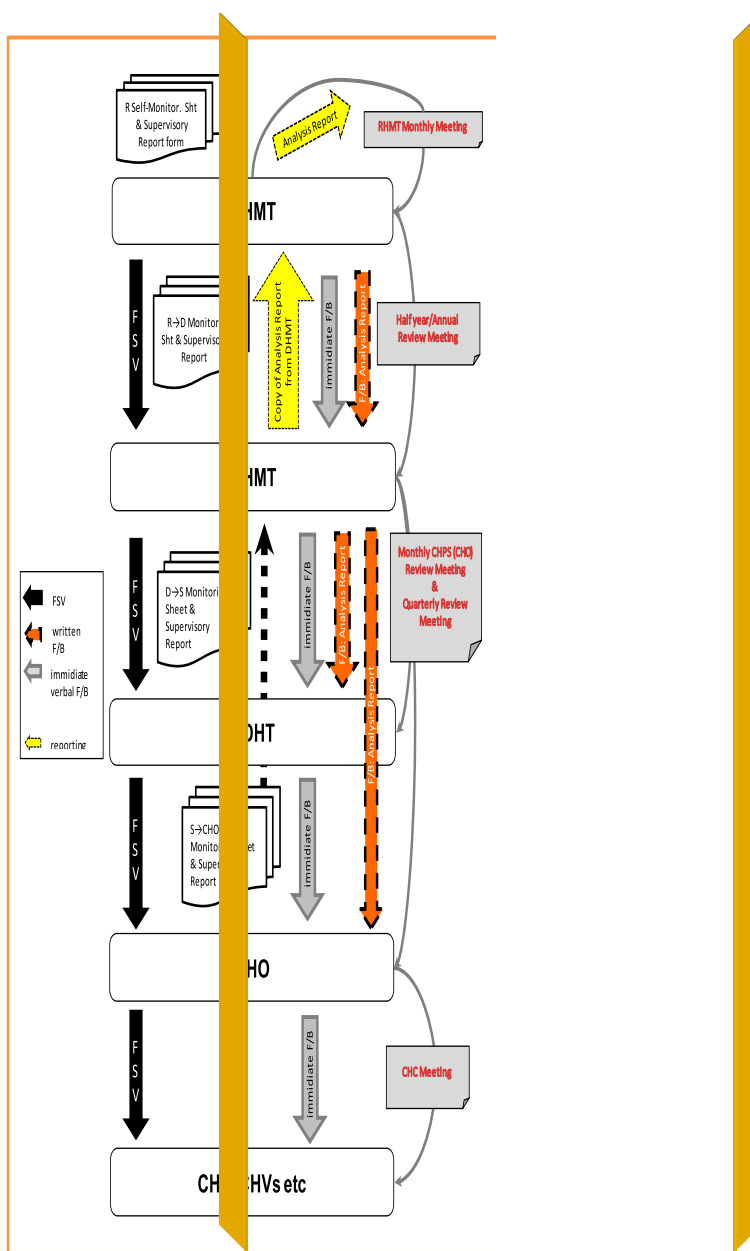 R Self-Monitor. Sht
& Supervisory
Report form
Analysis Report
RHMT Monthly Meeting
HMT
F
S
V
R→D Monitor
Sht & Supervis
Report
Copy of Analysis Report
from DHMT
immidiate F/B
F/B: Analysis Report
Half year/Annual
Review Meeting
HMT
F
S
V
D→S Monitori
Sheet &
Supervisory
Report
immidiate F/B
F/B: Analysis Report
F/B: Analysis Report
Monthly CHPS (CHO)
Review Meeting
&
Quarterly Review
Meeting
FSV
written
F/B
immidiate
verbal F/B
reporting
DHT
F
S
V
S→CHO
Monito et
& Super
Report
immidiate F/B
HO
F
S
V
immidiate F/B
CHC Meeting
CH HVs etc